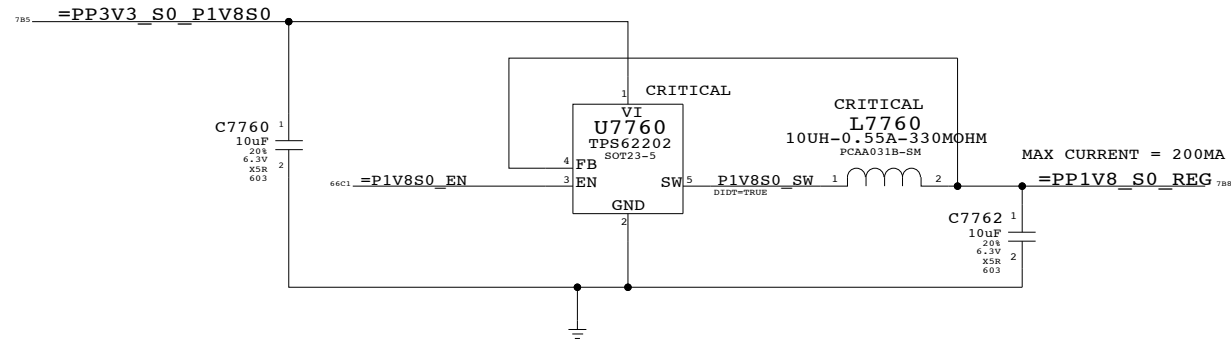 7B5 =PP3V3_S0_P1V8S0
1
CRITICAL
VI
U7760
TPS62202
SOT23-5
4 FB
3 EN
SW 5
GND
2
C7760 1
10uF
20%
6.3V
X5R
603
2
66C1 =P1V8S0_EN
P1V8S0_SW
DIDT=TRUE
CRITICAL
L7760
10UH-0.55A-330MOHM
PCAA031B-SM
1 2
MAX CURRENT = 200MA
=PP1V8_S0_REG 7B8
C7762 1
10uF
20%
6.3V
X5R
603
2